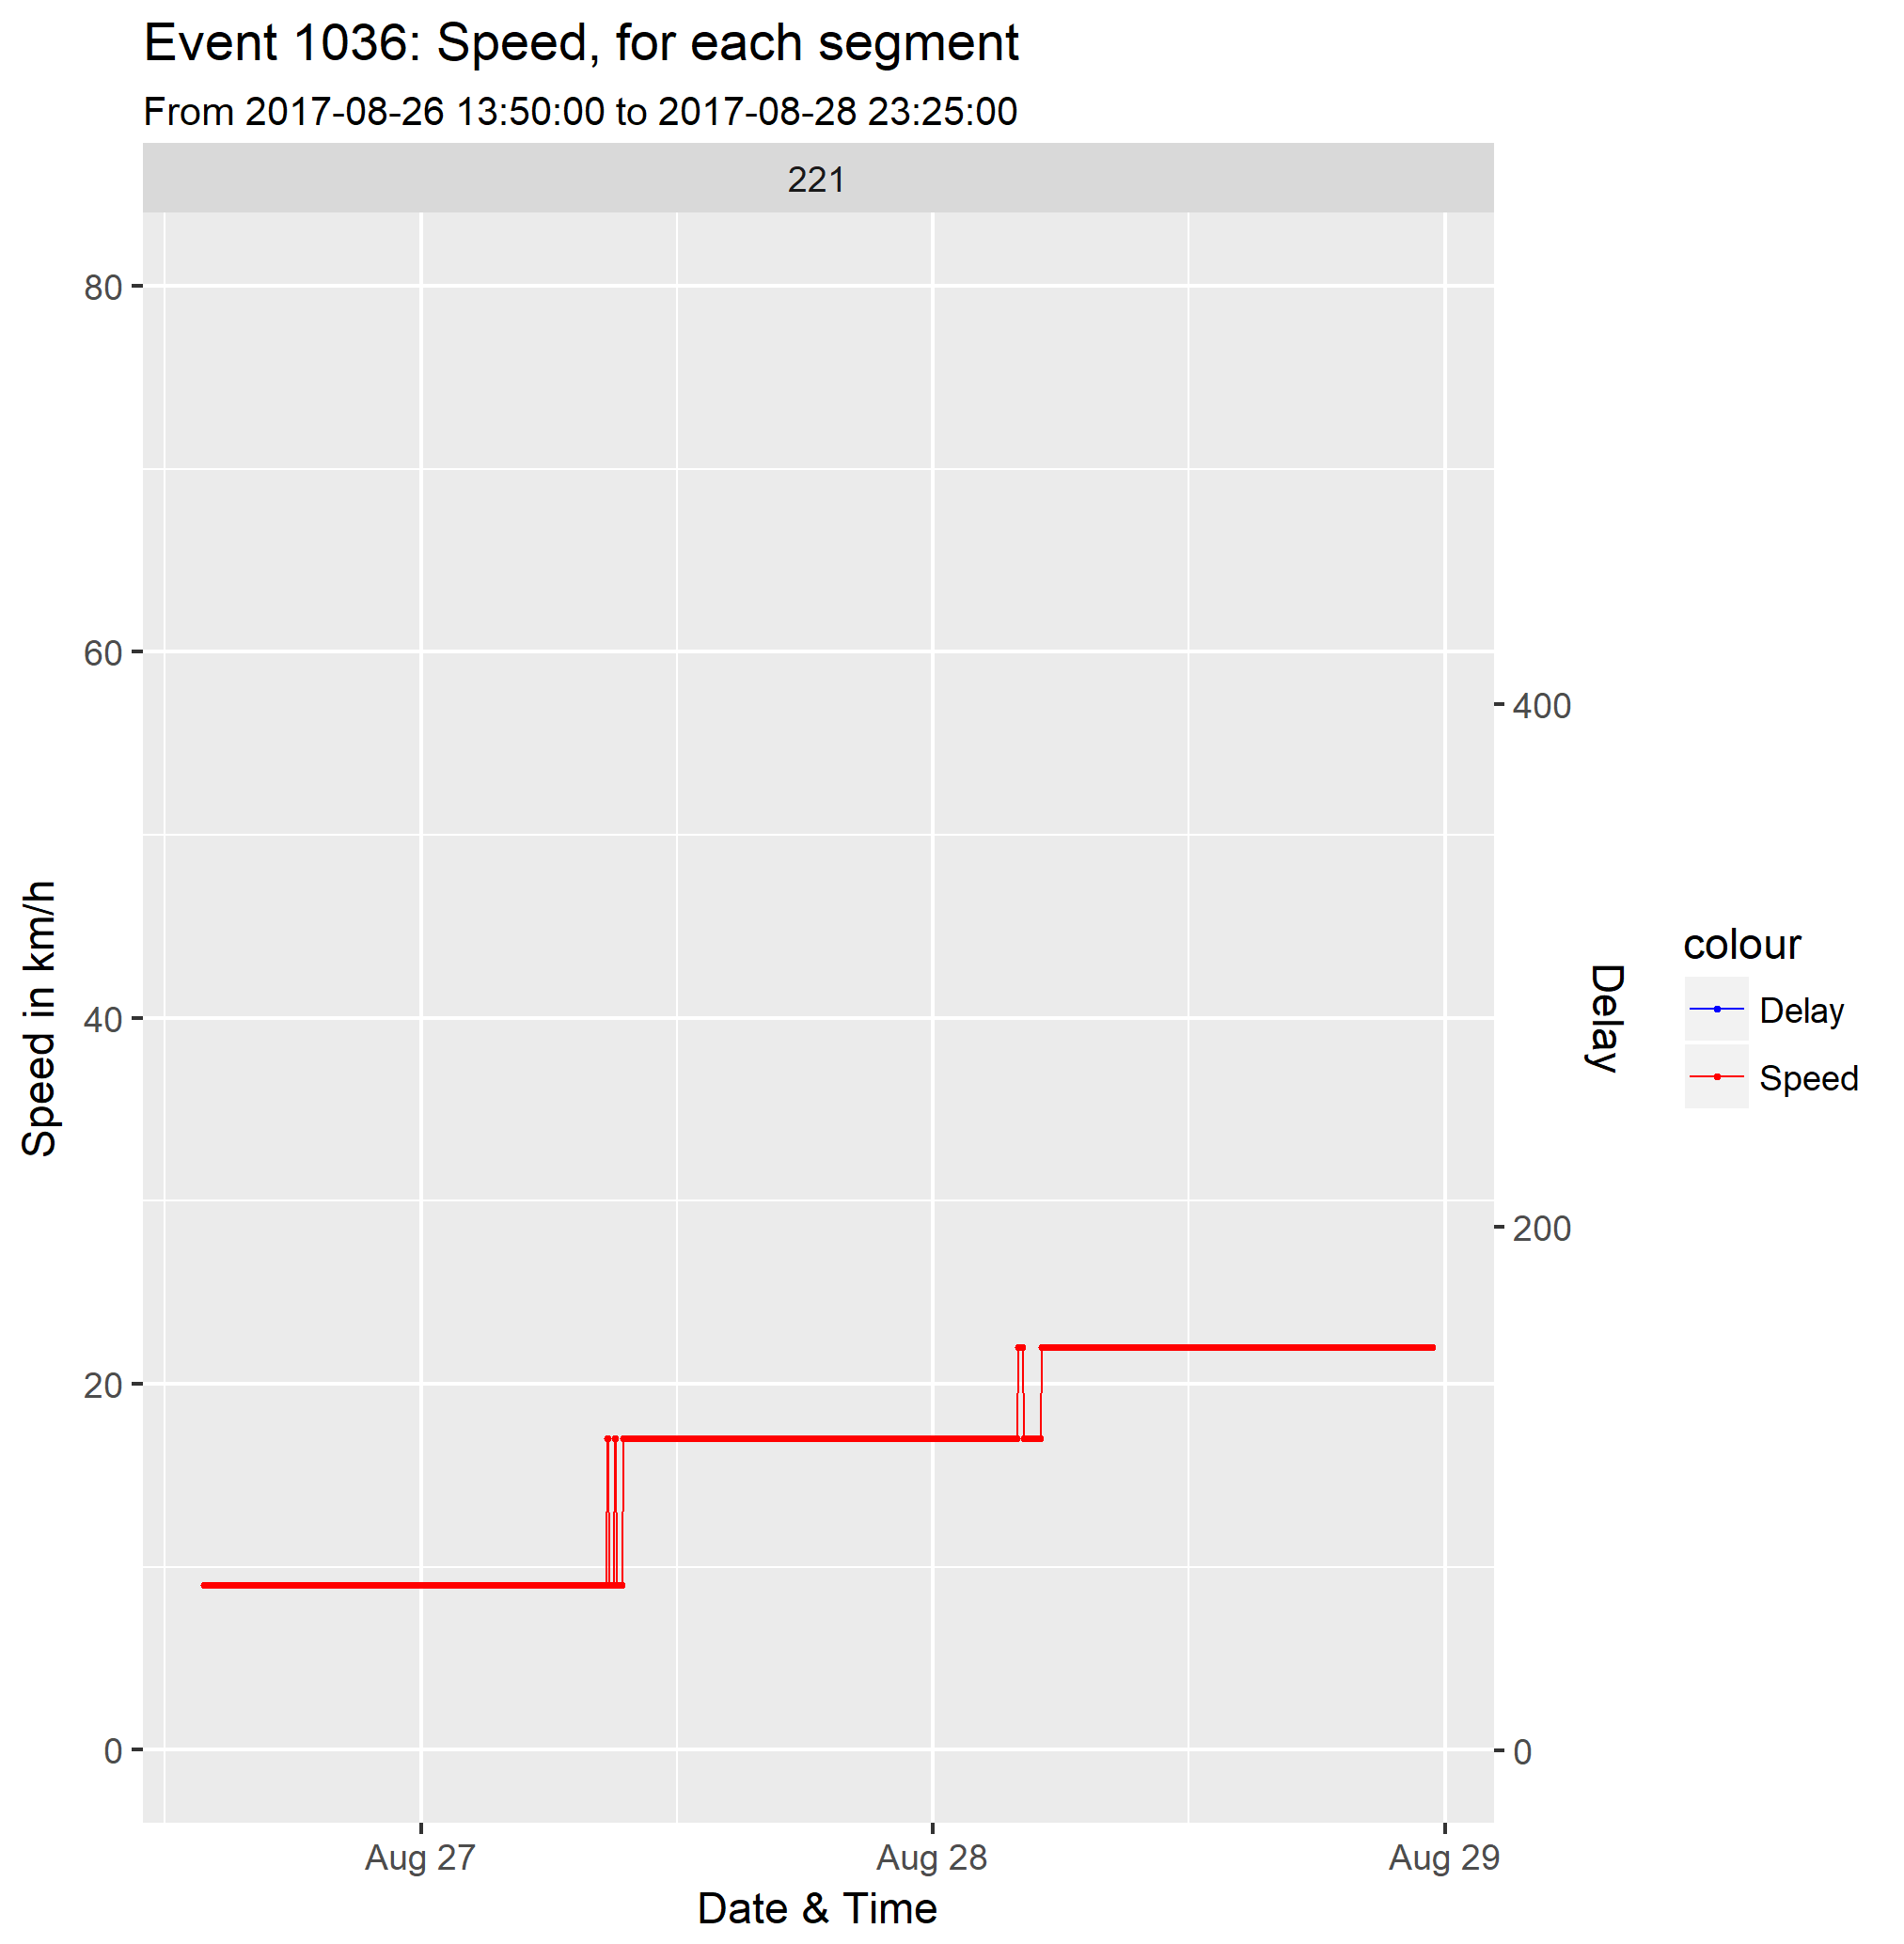 Event 1036: Speed, for each segment
From 2017-08-26 13:50:00 to 2017-08-28 23:25:00
221
80
60
40
20
0
Speed in km/h
400
200
0
Delay
colour
Delay
Speed
Aug 27
Aug 28
Aug 29
Date & Time